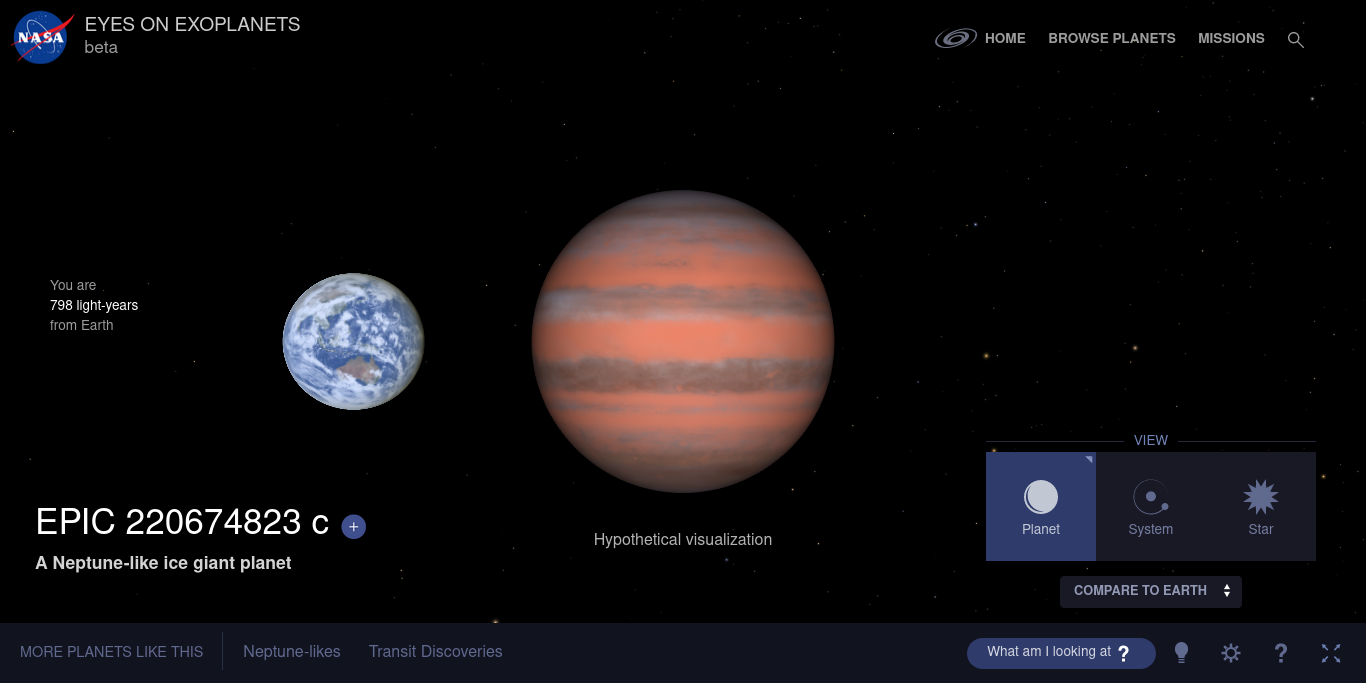 NASA
EYES ON EXOPLANETS
beta
HOME
BROWSE PLANETS
MISSIONS
You are
798 light-years
from Earth
EPIC 220674823 c +
A Neptune-like ice giant planet
Hypothetical visualization
VIEW
Planet
System
Star
COMPARE TO EARTH
MORE PLANETS LIKE THIS
Neptune-likes
Transit Discoveries
What am I looking at ?
?